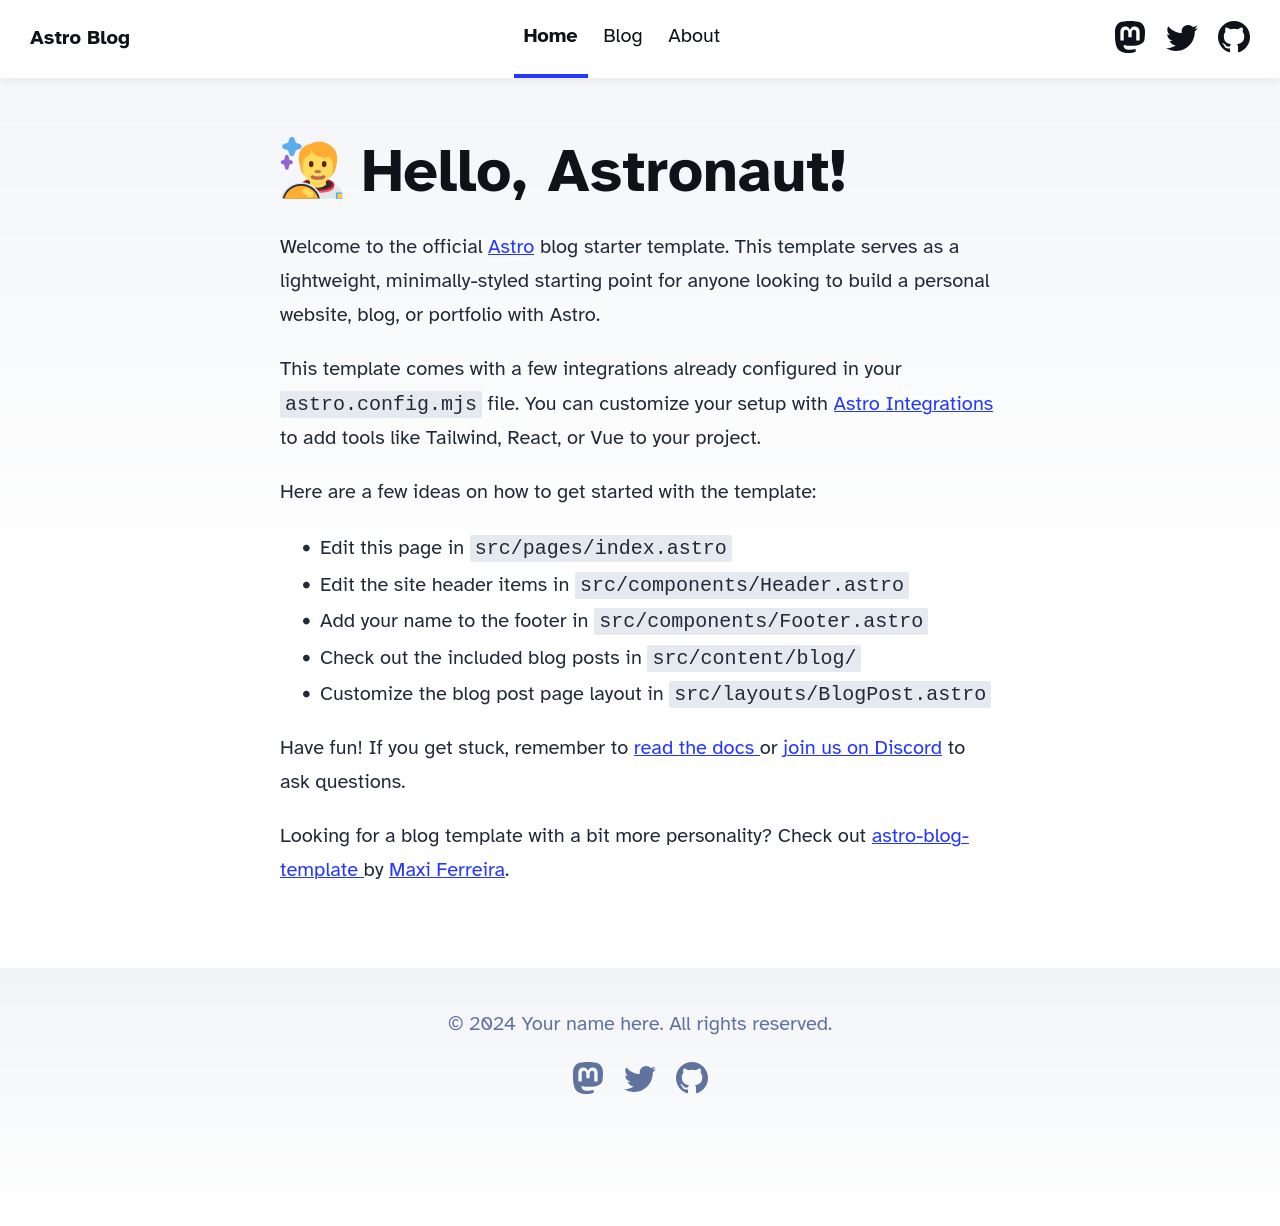 Astro Blog
Home
Blog
About
🧑‍🚀 Hello, Astronaut!
Welcome to the official Astro blog starter template. This template serves as a
lightweight, minimally-styled starting point for anyone looking to build a personal
website, blog, or portfolio with Astro.
This template comes with a few integrations already configured in your
astro.config.mjs file. You can customize your setup with Astro Integrations
to add tools like Tailwind, React, or Vue to your project.
Here are a few ideas on how to get started with the template:
• Edit this page in src/pages/index.astro
• Edit the site header items in src/components/Header.astro
• Add your name to the footer in src/components/Footer.astro
• Check out the included blog posts in src/content/blog/
• Customize the blog post page layout in src/layouts/BlogPost.astro
Have fun! If you get stuck, remember to read the docs or join us on Discord to
ask questions.
Looking for a blog template with a bit more personality? Check out astro-blog-
template by Maxi Ferreira.
© 2024 Your name here. All rights reserved.